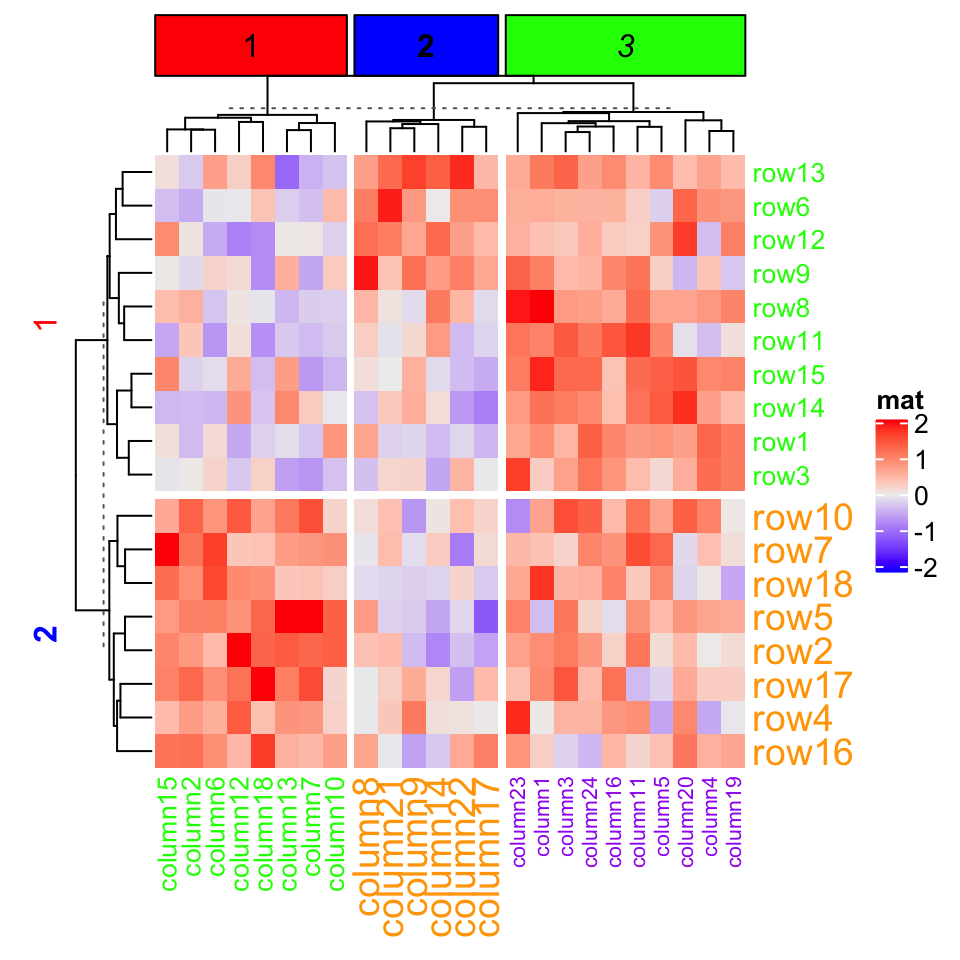 1
2
3
row13
row6
row12
row9
row8
row11
row15
row14
row1
row3
1
row10
row7
row18
row5
row2
row17
row4
row16
2
mat
2
1
0
-1
-2
column15
column2
column6
column12
column18
column13
column7
column10
column8
column21
column9
column14
column22
column17
column23
column1
column3
column24
column16
column11
column5
column20
column4
column19